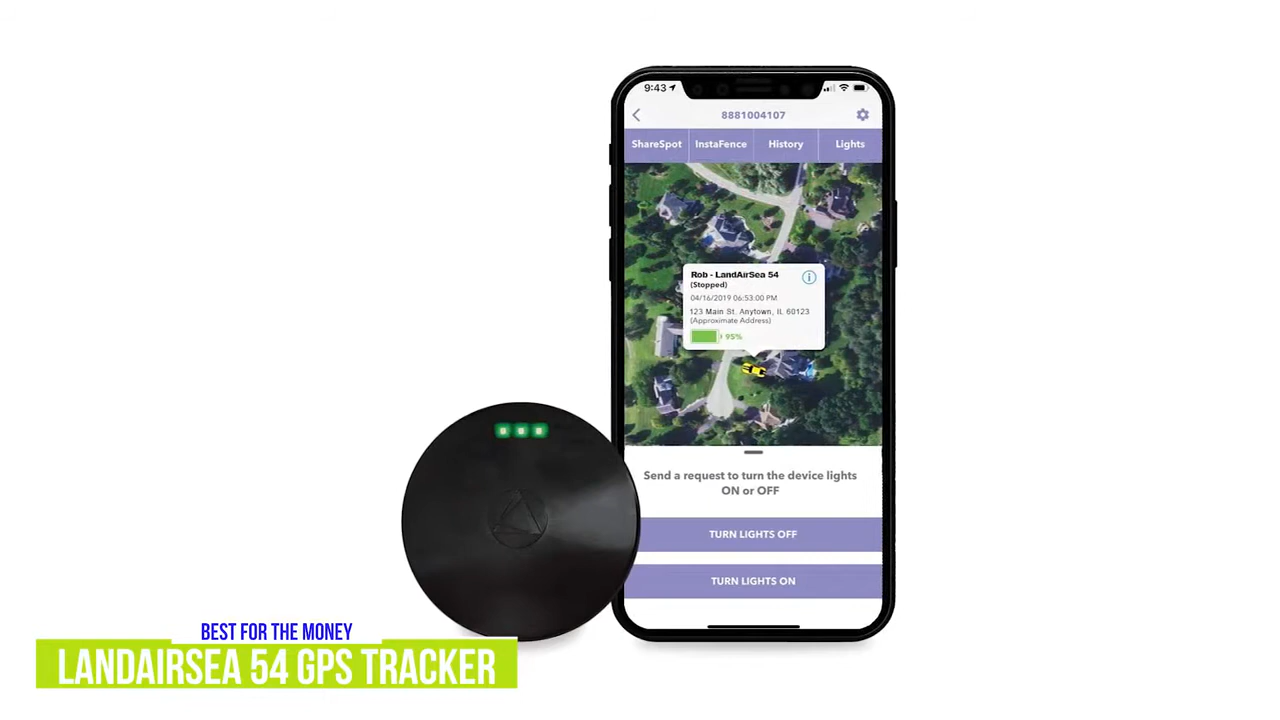 9:43
8881004107
ShareSpot InstaFence History Lights
Rob - LandAirSea 54
(Stopped)
04/16/2019 06:53:00 PM
123 Main St. Anytown, IL 60123
(Approximate Address)
95%
Send a request to turn the device lights
ON or OFF
TURN LIGHTS OFF
TURN LIGHTS ON
BEST FOR THE MONEY
LANDAIRSEA 54 GPS TRACKER